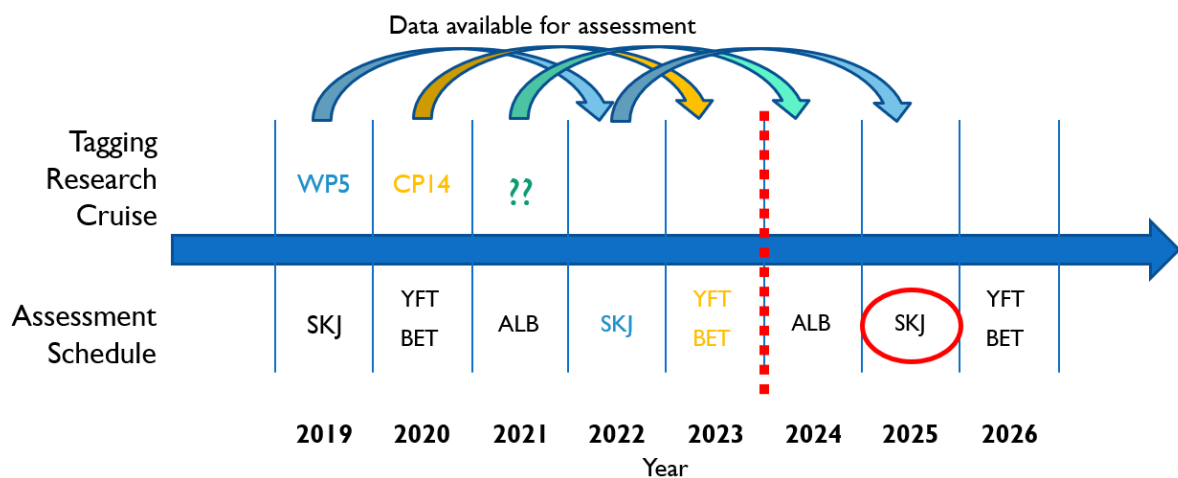 Data available for assessment
Tagging
Research
Cruise
WP5
CP14
??
Assessment
Schedule
SKJ
YFT
BET
ALB
SKJ
YFT
BET
ALB
SKJ
YFT
BET
2019
2020
2021
2022
2023
2024
2025
2026
Year